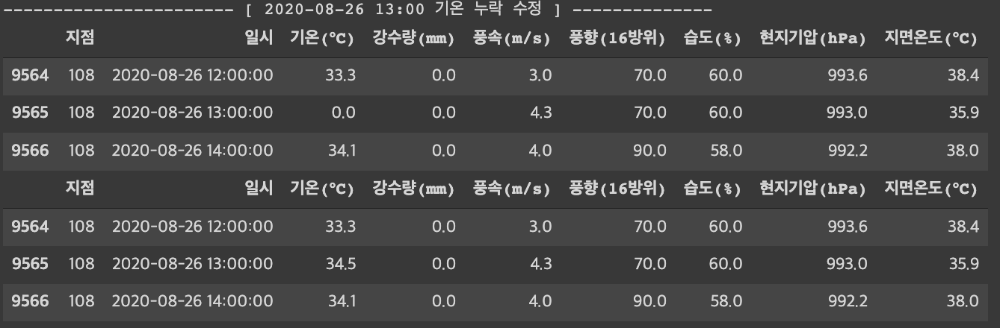 ----------------------- [ 2020-08-26 13:00 기온 누락 수정 ] --------------
지점 일시 기온(°C) 강수량(mm) 풍속(m/s) 풍향(16방위) 습도(%) 현지기압(hPa) 지면온도(°C)
9564 108 2020-08-26 12:00:00 33.3 0.0 3.0 70.0 60.0 993.6 38.4
9565 108 2020-08-26 13:00:00 0.0 0.0 4.3 70.0 60.0 993.0 35.9
9566 108 2020-08-26 14:00:00 34.1 0.0 4.0 90.0 58.0 992.2 38.0
지점 일시 기온(°C) 강수량(mm) 풍속(m/s) 풍향(16방위) 습도(%) 현지기압(hPa) 지면온도(°C)
9564 108 2020-08-26 12:00:00 33.3 0.0 3.0 70.0 60.0 993.6 38.4
9565 108 2020-08-26 13:00:00 34.5 0.0 4.3 70.0 60.0 993.0 35.9
9566 108 2020-08-26 14:00:00 34.1 0.0 4.0 90.0 58.0 992.2 38.0